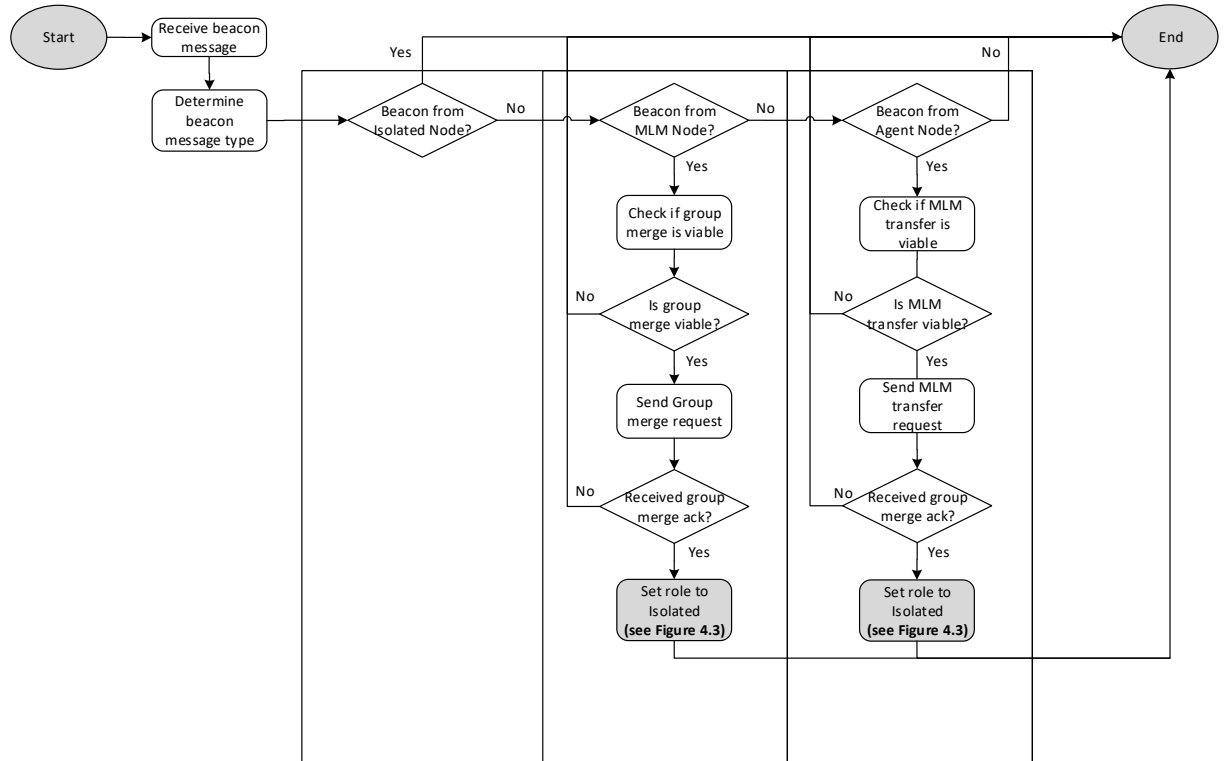 Start
Receive beacon
message
End
Yes
No
Determine
beacon
message type
Beacon from
Isolated Node?
No
Beacon from
MLM Node?
No
Beacon from
Agent Node?
Yes
Yes
Check if group
merge is viable
Check if MLM
transfer is
viable
No
Is group
merge viable?
No
Is MLM
transfer viable?
Yes
Yes
Send Group
merge request
Send MLM
transfer
request
No
Received group
merge ack?
No
Received group
merge ack?
Yes
Yes
Set role to
Isolated
(see Figure 4.3)
Set role to
Isolated
(see Figure 4.3)